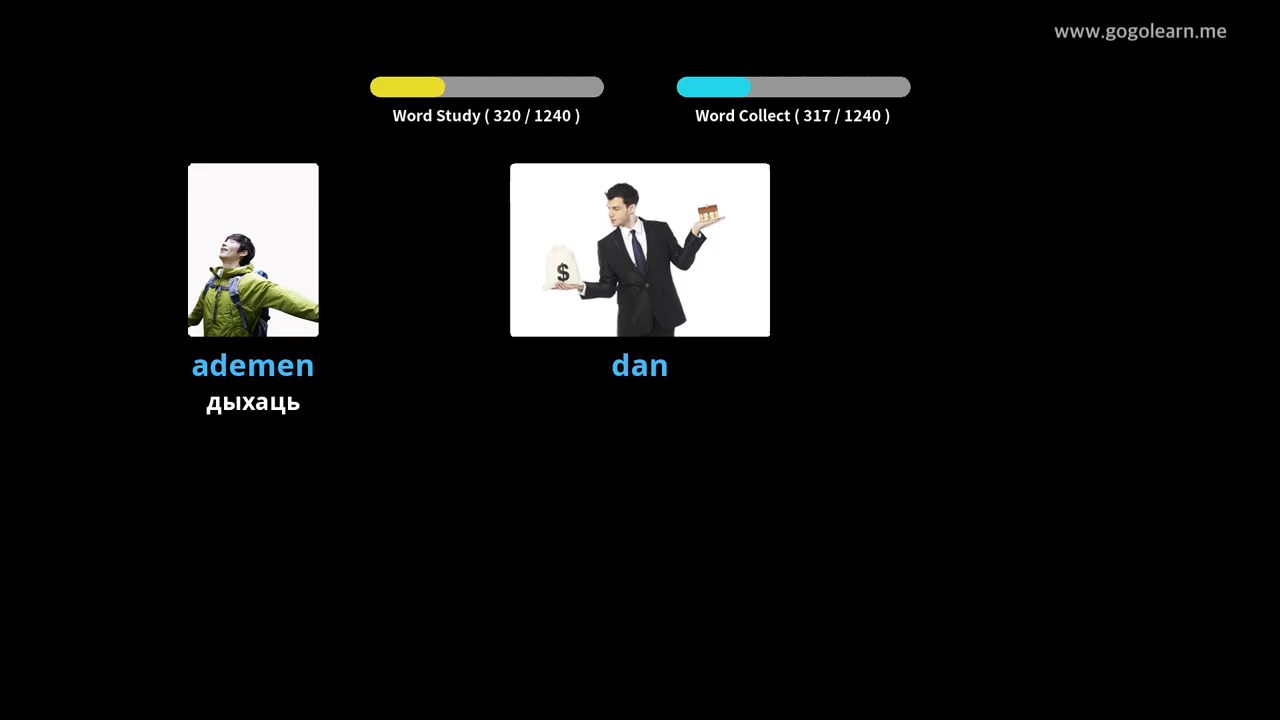 www.gogolearn.me
Word Study ( 320 / 1240 )
Word Collect ( 317 / 1240 )
$
ademen
dan
дыхаць